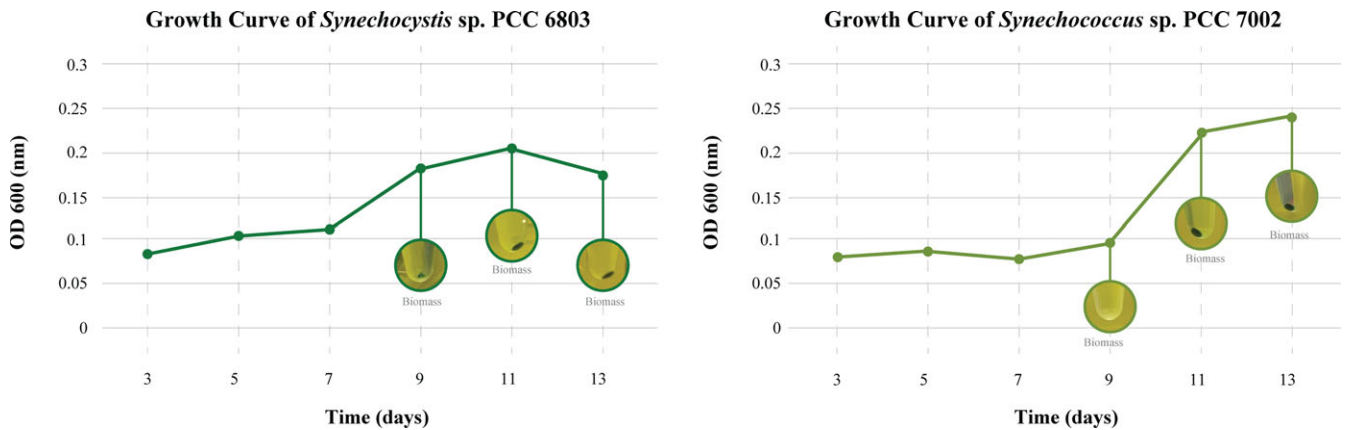 Growth Curve of Synechocystis sp. PCC 6803
OD 600 (nm)
0.3
0.25
0.2
0.15
0.1
0.05
0
Biomass
Biomass
Biomass
3 5 7 9 11 13
Time (days)
Growth Curve of Synechococcus sp. PCC 7002
OD 600 (nm)
0.3
0.25
0.2
0.15
0.1
0.05
0
Biomass
Biomass
Biomass
3 5 7 9 11 13
Time (days)